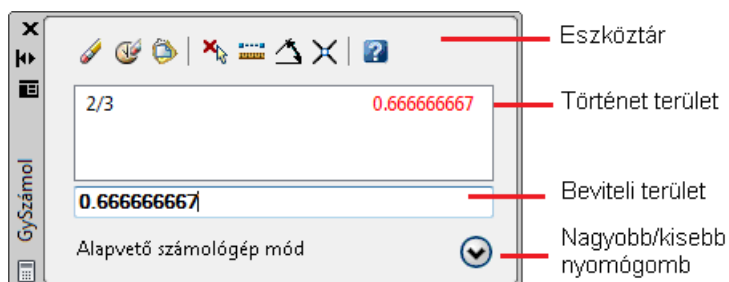 Eszköztár
2/3 0.666666667
Történet terület
0.666666667
Beviteli terület
GySzámol
Alapvető számológép mód
Nagyobb/kisebb
nyomógomb